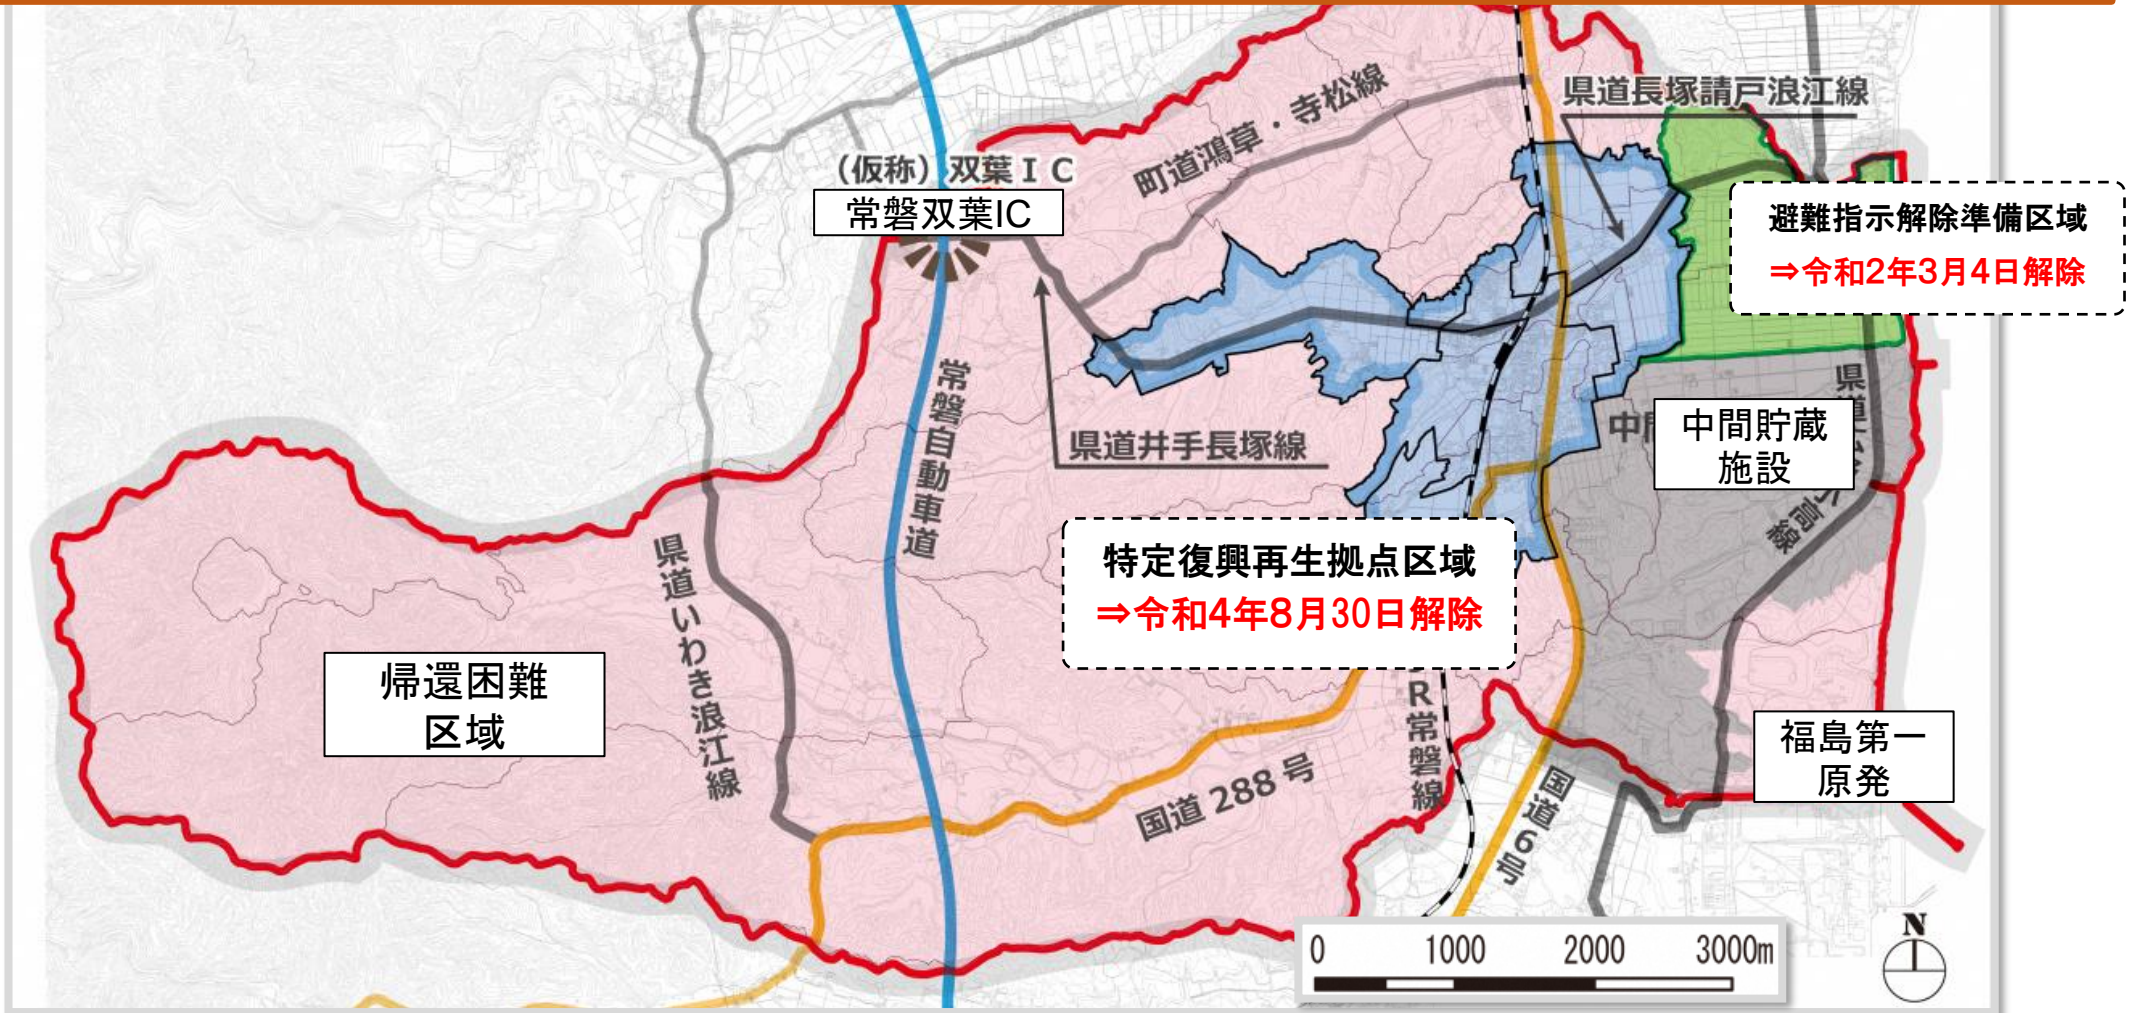 県道長塚請戸浪江線
町道鴻草・寺松線
(仮称)双葉IC
常磐双葉IC
避難指示解除準備区域
⇒令和2年3月4日解除
常磐自動車道
県道井手長塚線
中間貯蔵
施設
特定復興再生拠点区域
⇒令和4年8月30日解除
県道いわき浪江線
帰還困難
区域
R常磐線
福島第一
原発
国道288号
国道6号
0 1000 2000 3000m
N